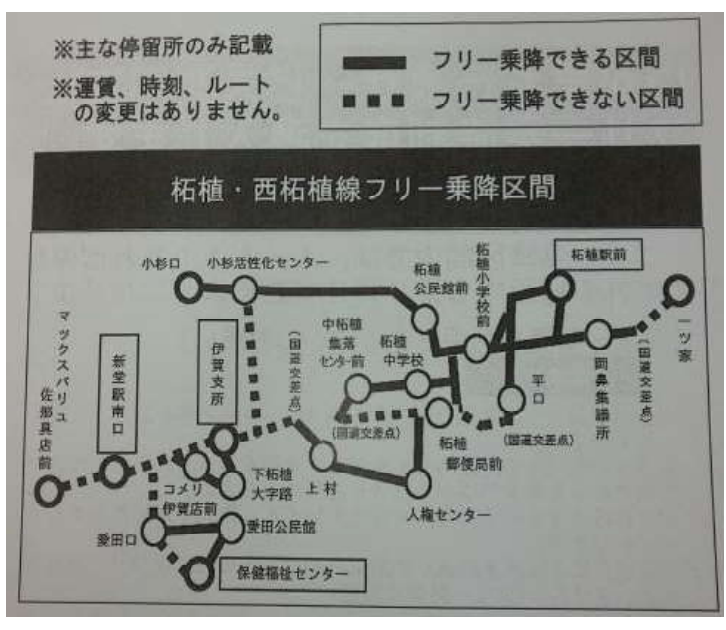 ※主な停留所のみ記載
※運賃、時刻、ルート
の変更はありません。
フリー乗降できる区間
フリー乗降できない区間
柘植・西柘植線フリー乗降区間
小杉口
小杉活性化センター
柘植
公民館前
柘植小学校前
柘植駅前
一ツ家
マックスバリュ
佐那具店前
新堂駅南口
伊賀支所
(国道交差点)
中柘植
集落
センター前
柘植
中学校
(国道交差点)
平口
(国道交差点)
岡鼻集議所
(国道交差点)
柘植
郵便局前
コメリ
伊賀店前
下柘植
大字路
上村
人権センター
愛田口
愛田公民館
保健福祉センター